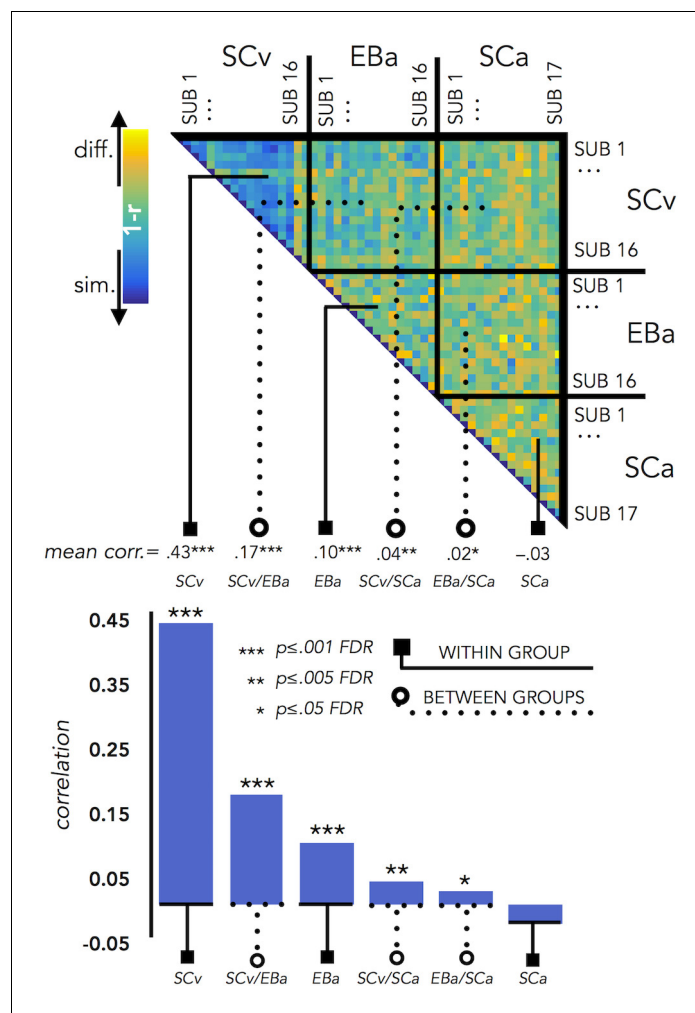 SCv EBa SCa
SUB 1 ... SUB 16 SUB 1 ... SUB 16 SUB 1 ... SUB 17
diff.
1-r
sim.
SUB 1
...
SCv
SUB 16
SUB 1
...
EBa
SUB 16
SUB 1
...
SCa
SUB 17
mean corr.= .43*** .17*** .10*** .04** .02* –.03
SCv SCv/EBa EBa SCv/SCa EBa/SCa SCa
correlation
0.45
0.35
0.25
0.15
0.05
-0.05
*** *** *** ** *
*** p≤.001 FDR
** p≤.005 FDR
* p≤.05 FDR
WITHIN GROUP
BETWEEN GROUPS
SCv SCv/EBa EBa SCv/SCa EBa/SCa SCa